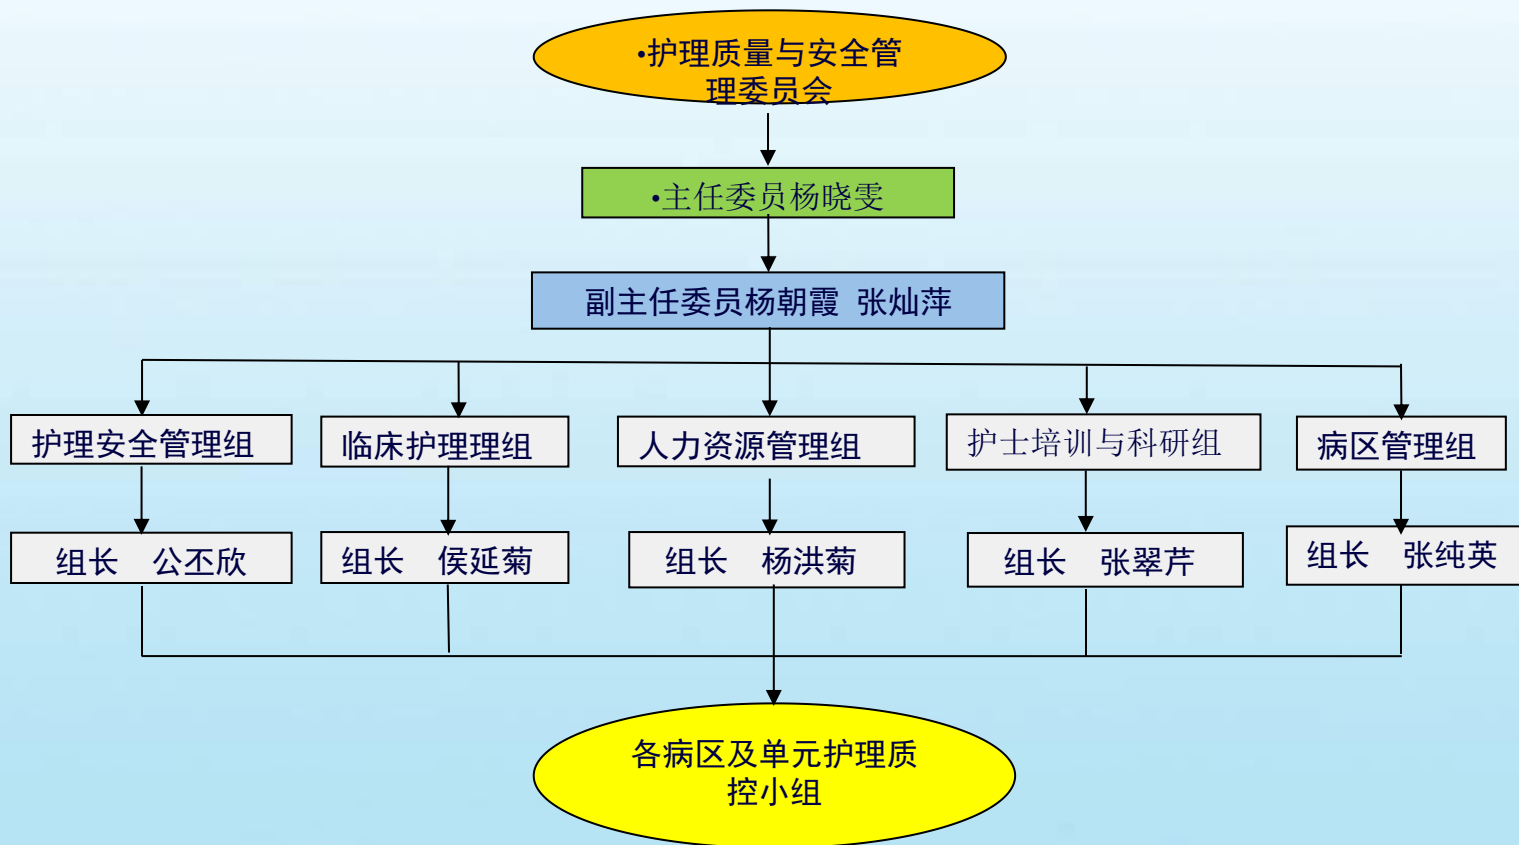 •护理质量与安全管
理委员会
•主任委员杨晓雯
副主任委员杨朝霞 张灿萍
护理安全管理组
临床护理理组
人力资源管理组
护士培训与科研组
病区管理组
组长 公丕欣
组长 侯延菊
组长 杨洪菊
组长 张翠芹
组长 张纯英
各病区及单元护理质
控小组